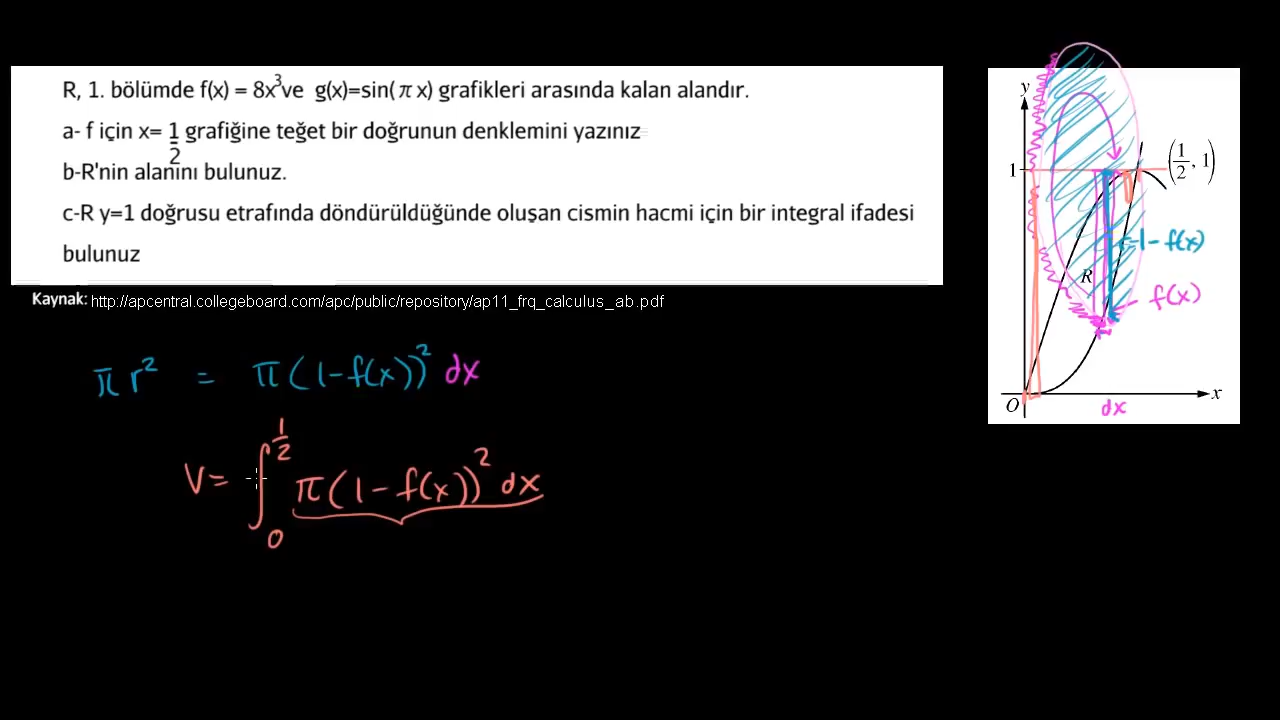 R, 1. bölümde f(x) = 8x³ve g(x)=sin(π x) grafikleri arasında kalan alandır.
a- f için x= 1/2 grafiğine teğet bir doğrunun denklemini yazınız
b-R'nin alanını bulunuz.
c-R y=1 doğrusu etrafında döndürüldüğünde oluşan cismin hacmi için bir integral ifadesi
bulunuz
Kaynak: http://apcentral.collegeboard.com/apc/public/repository/ap11_frq_calculus_ab.pdf
π r² = π(1-f(x))² dx
V= ∫₀^(1/2) π(1-f(x))² dx
y
1
(1/2, 1)
1-f(x)
R
f(x)
O
x
dx